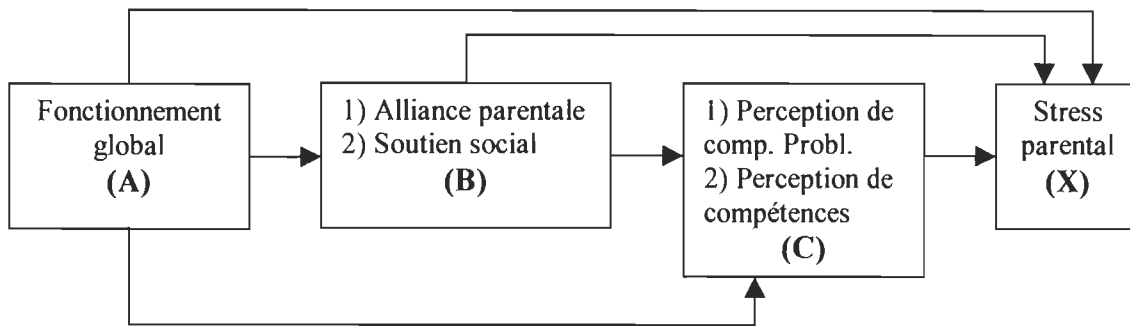 Fonctionnement
global
(A)
1) Alliance parentale
2) Soutien social
(B)
1) Perception de
comp. Probl.
2) Perception de
compétences
(C)
Stress
parental
(X)